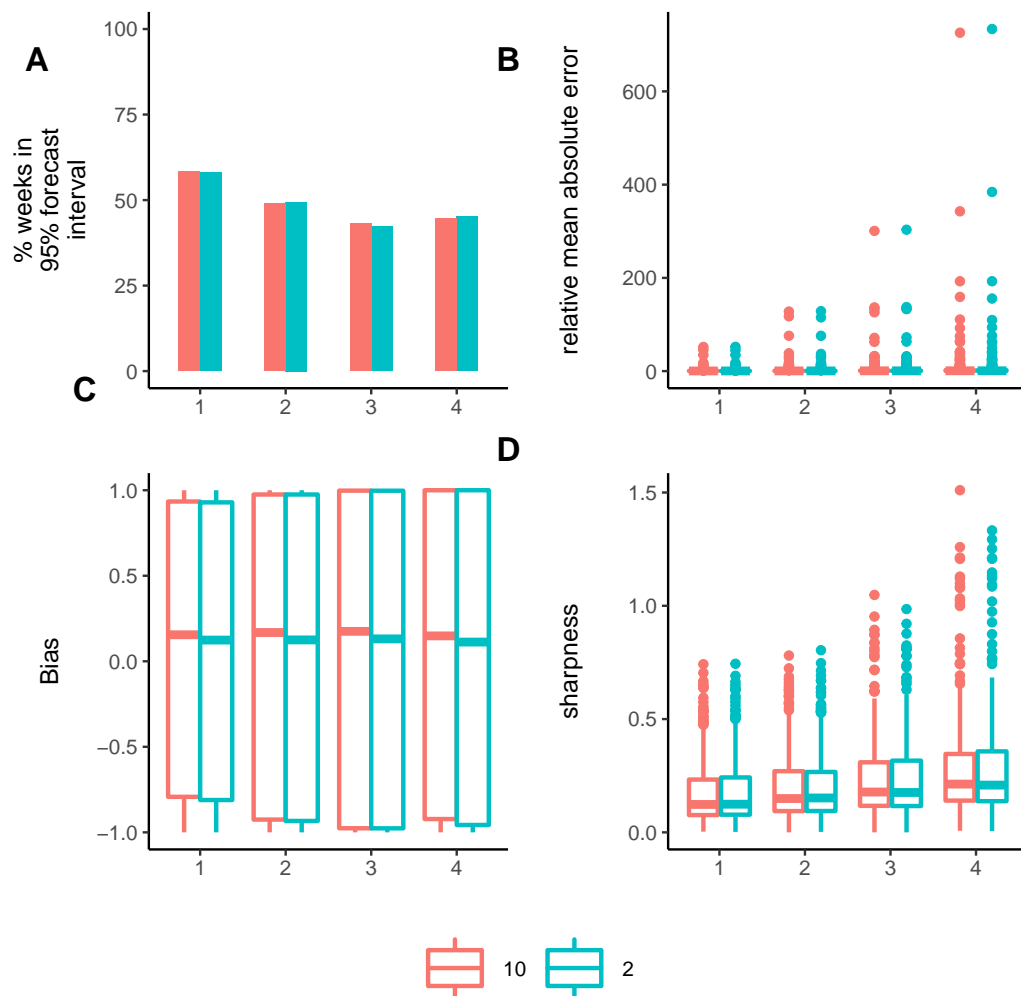 A
% weeks in
95% forecast
interval
100
75
50
25
0
1 2 3 4
B
relative mean absolute error
600
400
200
0
1 2 3 4
C
Bias
1.0
0.5
0.0
−0.5
−1.0
1 2 3 4
D
sharpness
1.5
1.0
0.5
0.0
1 2 3 4
10 2